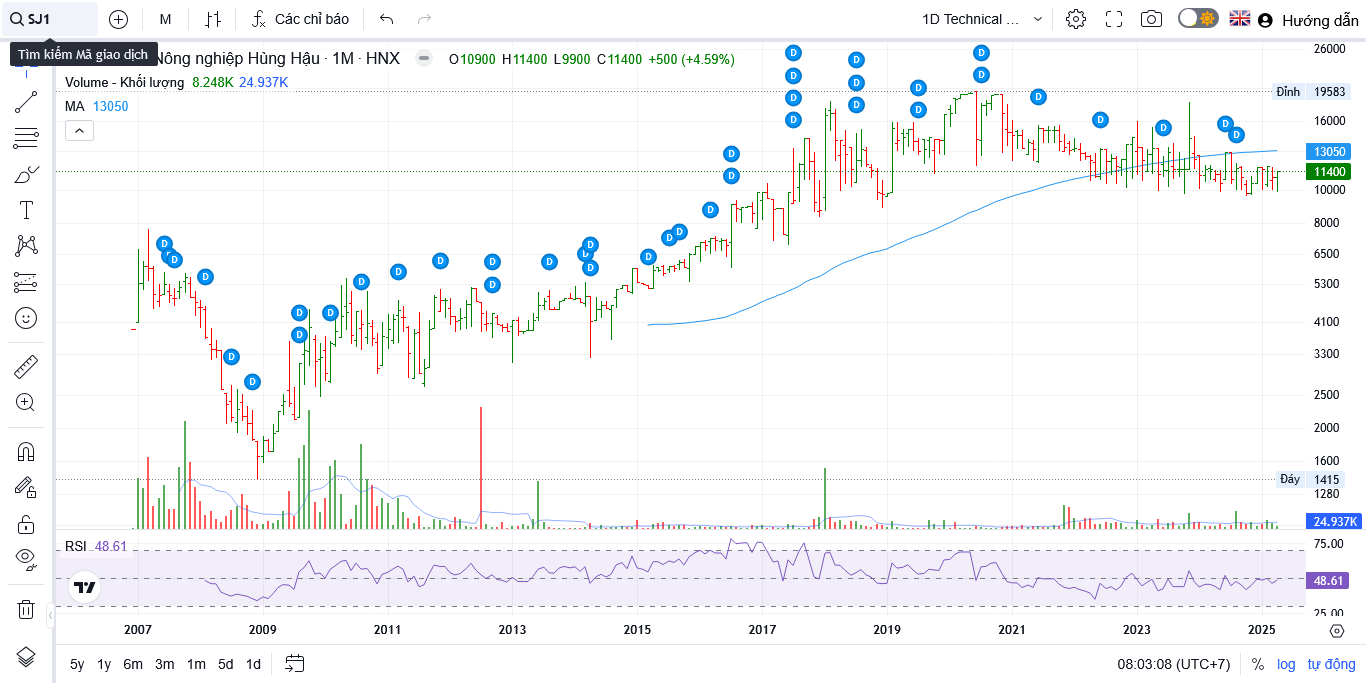 SJ1
M
Các chỉ báo
1D Technical ...
Hướng dẫn
Tìm kiếm Mã giao dịch
Nông nghiệp Hùng Hậu · 1M · HNX
O10900 H11400 L9900 C11400 +500 (+4.59%)
Volume - Khối lượng 8.248K 24.937K
MA 13050
26000
Đỉnh 19583
16000
13050
11400
10000
8000
6500
5300
4100
3300
2500
2000
1600
Đáy 1415
1280
24.937K
D D D D D D D D D D D D D D D D D D D D D D D D D D D D D D D D D D D D D D D D D D D D D
RSI 48.61
75.00
48.61
25.00
2007 2009 2011 2013 2015 2017 2019 2021 2023 2025
5y 1y 6m 3m 1m 5d 1d
08:03:08 (UTC+7) % log tự động